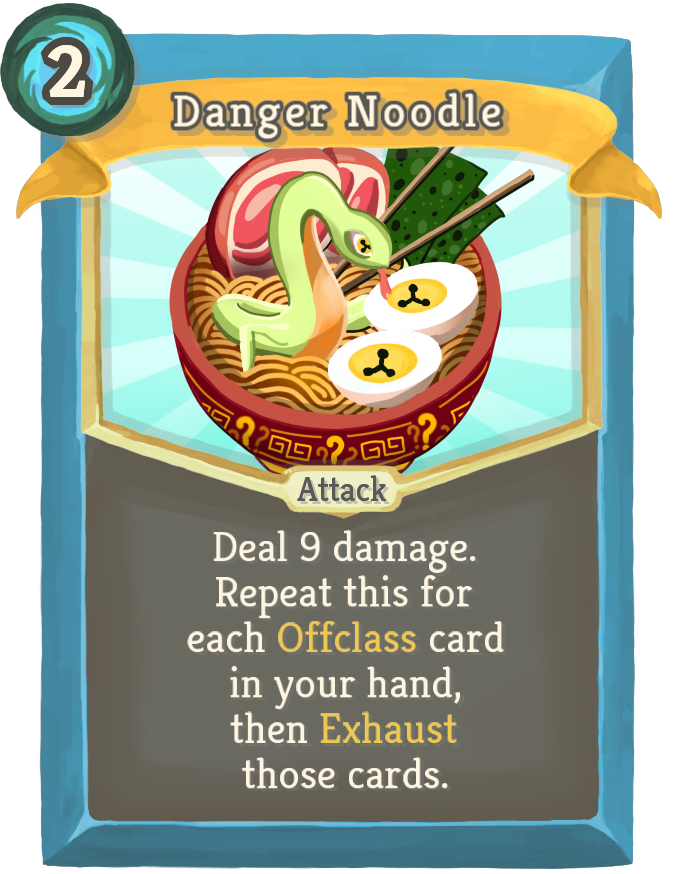 2
Danger Noodle
? ? ?
Attack
Deal 9 damage.
Repeat this for
each Offclass card
in your hand,
then Exhaust
those cards.